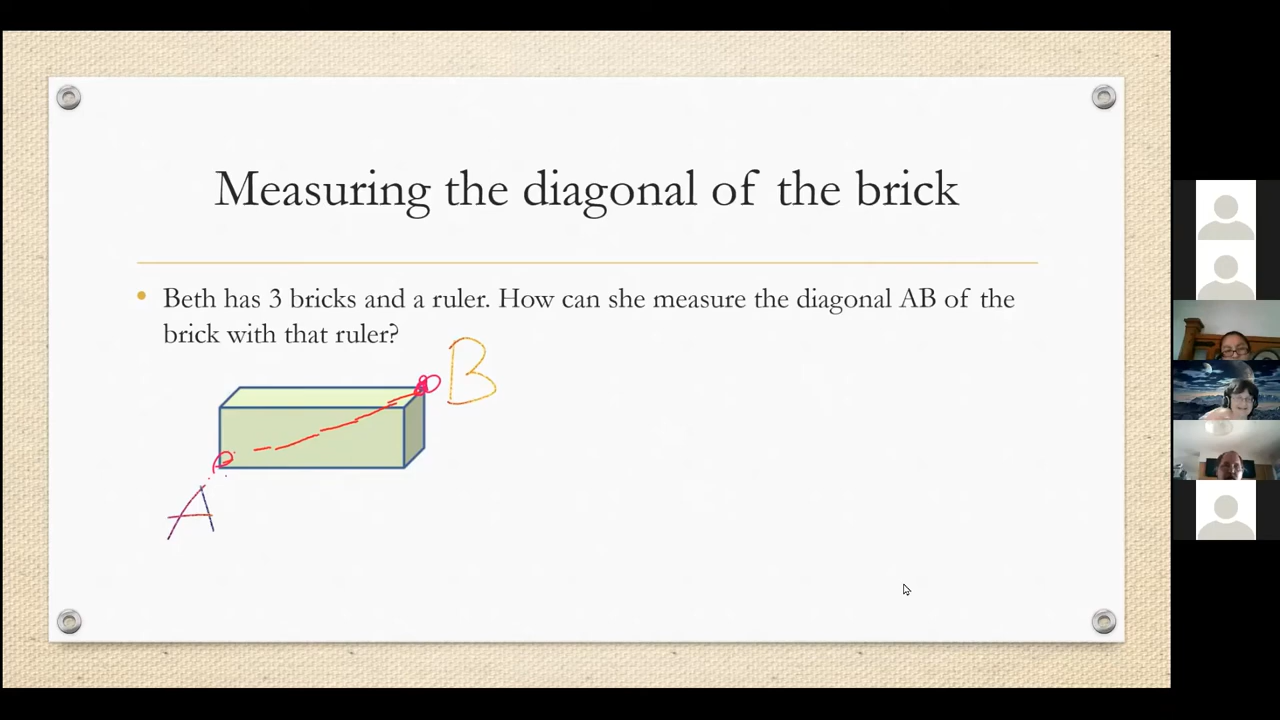 Measuring the diagonal of the brick
• Beth has 3 bricks and a ruler. How can she measure the diagonal AB of the
brick with that ruler?
B
A